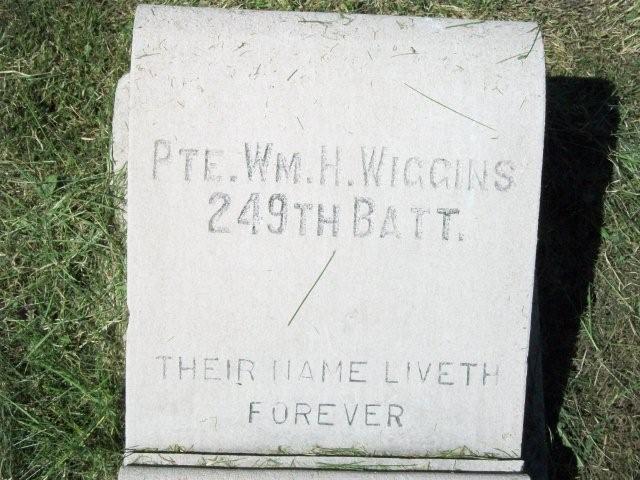 PTE. WM. H. WIGGINS
249TH BATT.
THEIR NAME LIVETH
FOREVER